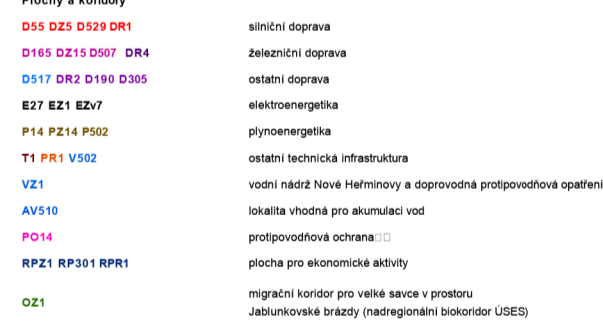 Plochy a koridory
D55 DZ5 D529 DR1 silniční doprava
D165 DZ15 D507 DR4 železniční doprava
D517 DR2 D190 D305 ostatní doprava
E27 EZ1 EZv7 elektroenergetika
P14 PZ14 P502 plynoenergetika
T1 PR1 V502 ostatní technická infrastruktura
VZ1 vodní nádrž Nové Heřminovy a doprovodná protipovodňová opatření
AV510 lokalita vhodná pro akumulaci vod
PO14 protipovodňová ochrana□□
RPZ1 RP301 RPR1 plocha pro ekonomické aktivity
OZ1 migrační koridor pro velké savce v prostoru
Jablunkovské brázdy (nadregionální biokoridor ÚSES)